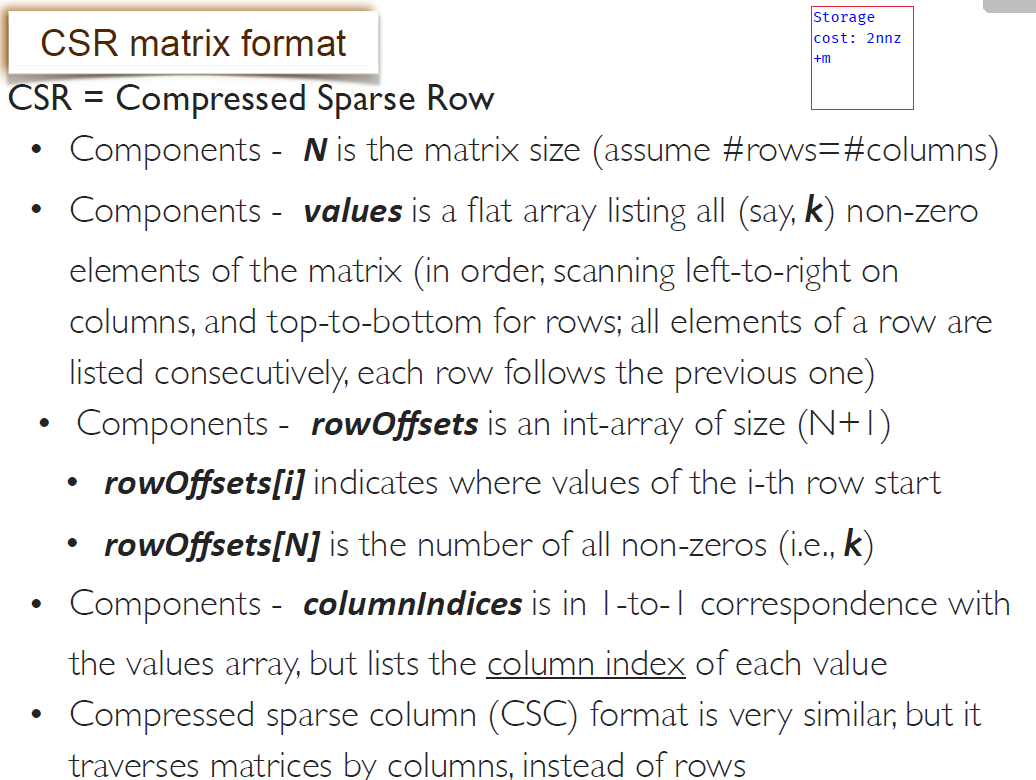 CSR matrix format
Storage
cost: 2nnz
+m
CSR = Compressed Sparse Row
• Components - N is the matrix size (assume #rows=#columns)
• Components - values is a flat array listing all (say, k) non-zero
elements of the matrix (in order, scanning left-to-right on
columns, and top-to-bottom for rows; all elements of a row are
listed consecutively, each row follows the previous one)
• Components - rowOffsets is an int-array of size (N+1)
• rowOffsets[i] indicates where values of the i-th row start
• rowOffsets[N] is the number of all non-zeros (i.e., k)
• Components - columnIndices is in 1-to-1 correspondence with
the values array, but lists the column index of each value
• Compressed sparse column (CSC) format is very similar, but it
traverses matrices by columns, instead of rows